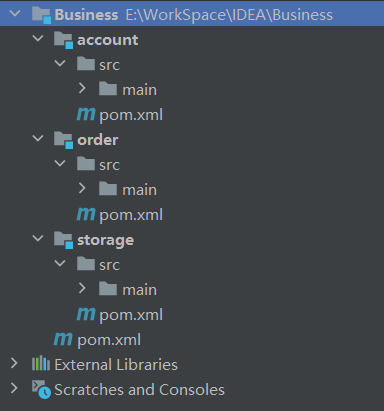 Business E:\WorkSpace\IDEA\Business
account
src
main
pom.xml
order
src
main
pom.xml
storage
src
main
pom.xml
pom.xml
External Libraries
Scratches and Consoles